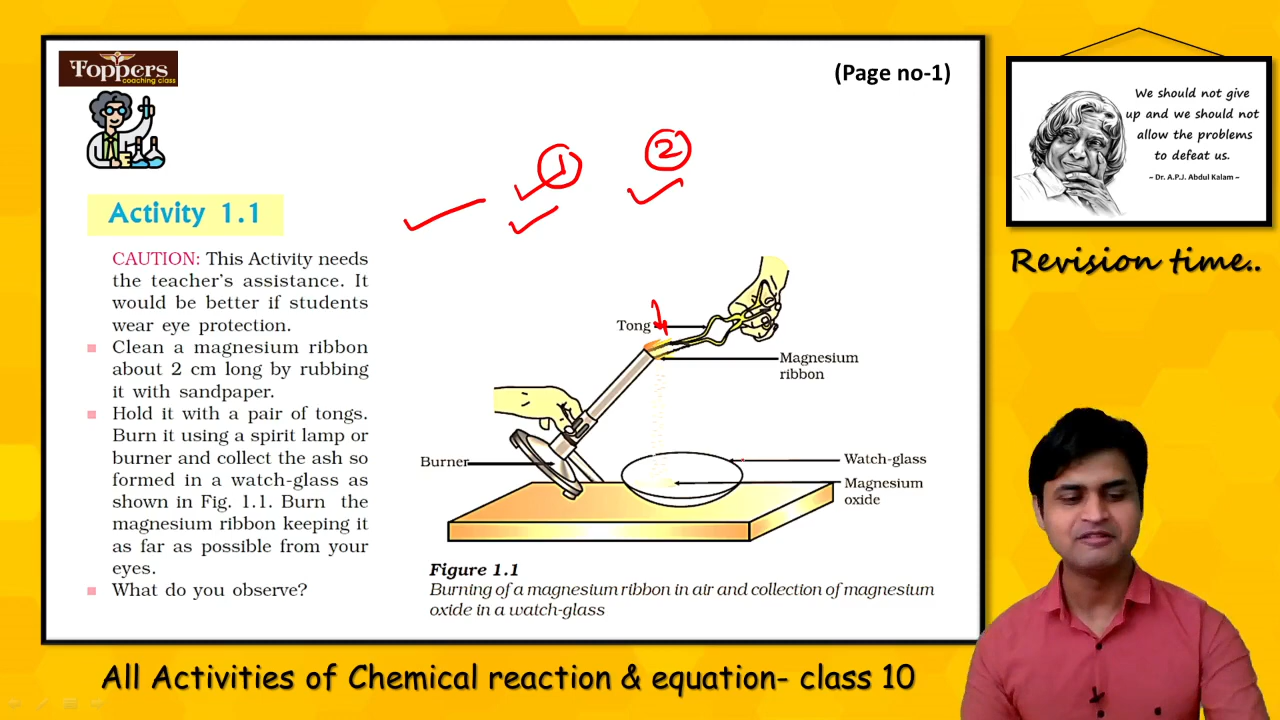 Toppers
coaching class
(Page no-1)
We should not give
up and we should not
allow the problems
to defeat us.
~ Dr. A.P.J. Abdul Kalam ~
Revision time..
1
2
Activity 1.1
CAUTION: This Activity needs
the teacher's assistance. It
would be better if students
wear eye protection.
Clean a magnesium ribbon
about 2 cm long by rubbing
it with sandpaper.
Hold it with a pair of tongs.
Burn it using a spirit lamp or
burner and collect the ash so
formed in a watch-glass as
shown in Fig. 1.1. Burn the
magnesium ribbon keeping it
as far as possible from your
eyes.
What do you observe?
Tong
Magnesium
ribbon
Burner
Watch-glass
Magnesium
oxide
Figure 1.1
Burning of a magnesium ribbon in air and collection of magnesium
oxide in a watch-glass
All Activities of Chemical reaction & equation- class 10